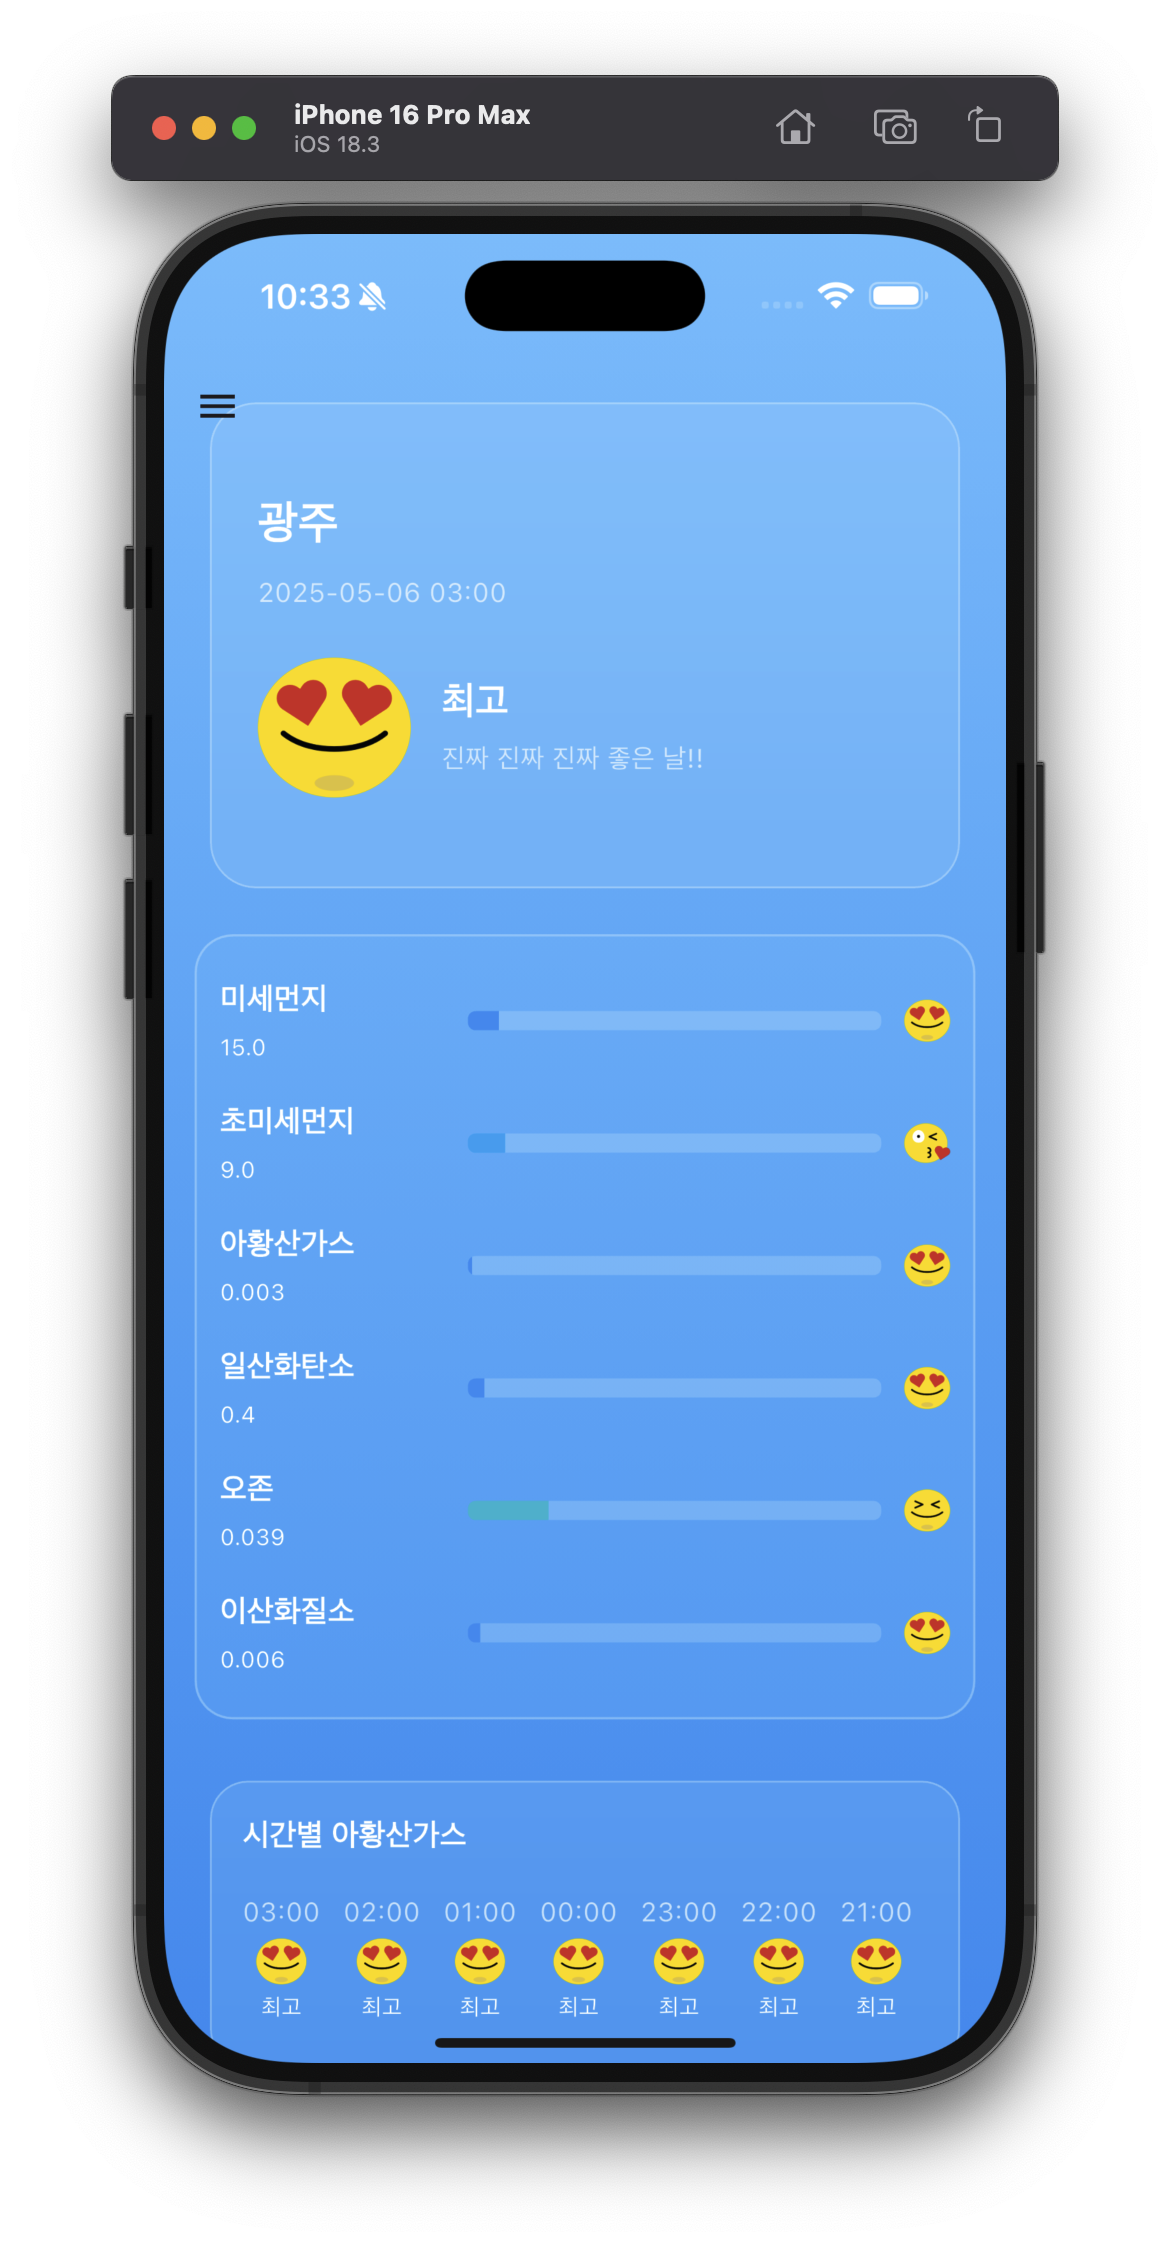 iPhone 16 Pro Max
iOS 18.3
10:33
광주
2025-05-06 03:00
최고
진짜 진짜 진짜 좋은 날!!
미세먼지
15.0
초미세먼지
9.0
아황산가스
0.003
일산화탄소
0.4
오존
0.039
이산화질소
0.006
시간별 아황산가스
03:00 02:00 01:00 00:00 23:00 22:00 21:00
최고 최고 최고 최고 최고 최고 최고